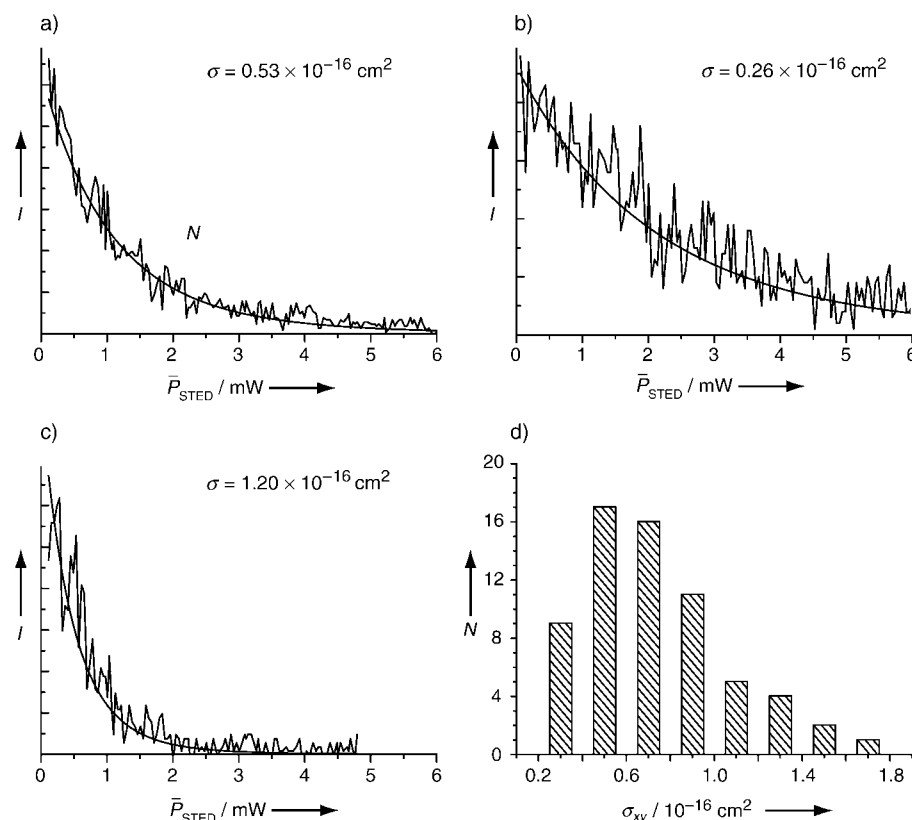 a)
σ = 0.53 × 10⁻¹⁶ cm²
I
N
0 1 2 3 4 5 6
P̄STED / mW
b)
σ = 0.26 × 10⁻¹⁶ cm²
I
0 1 2 3 4 5 6
P̄STED / mW
c)
σ = 1.20 × 10⁻¹⁶ cm²
I
0 1 2 3 4 5 6
P̄STED / mW
d)
20
16
12
8
4
0
N
0.2 0.6 1.0 1.4 1.8
σxy / 10⁻¹⁶ cm²